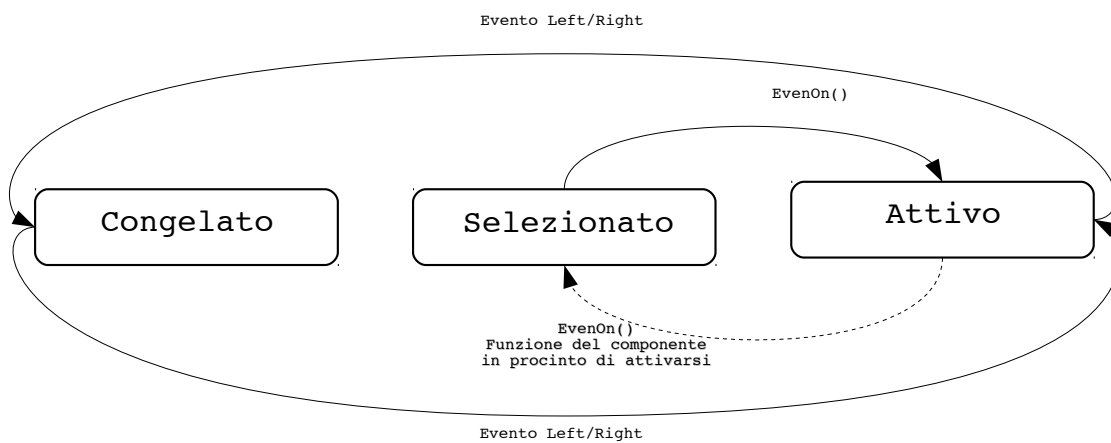 Evento Left/Right
EvenOn()
Congelato
Selezionato
Attivo
EvenOn()
Funzione del componente
in procinto di attivarsi
Evento Left/Right